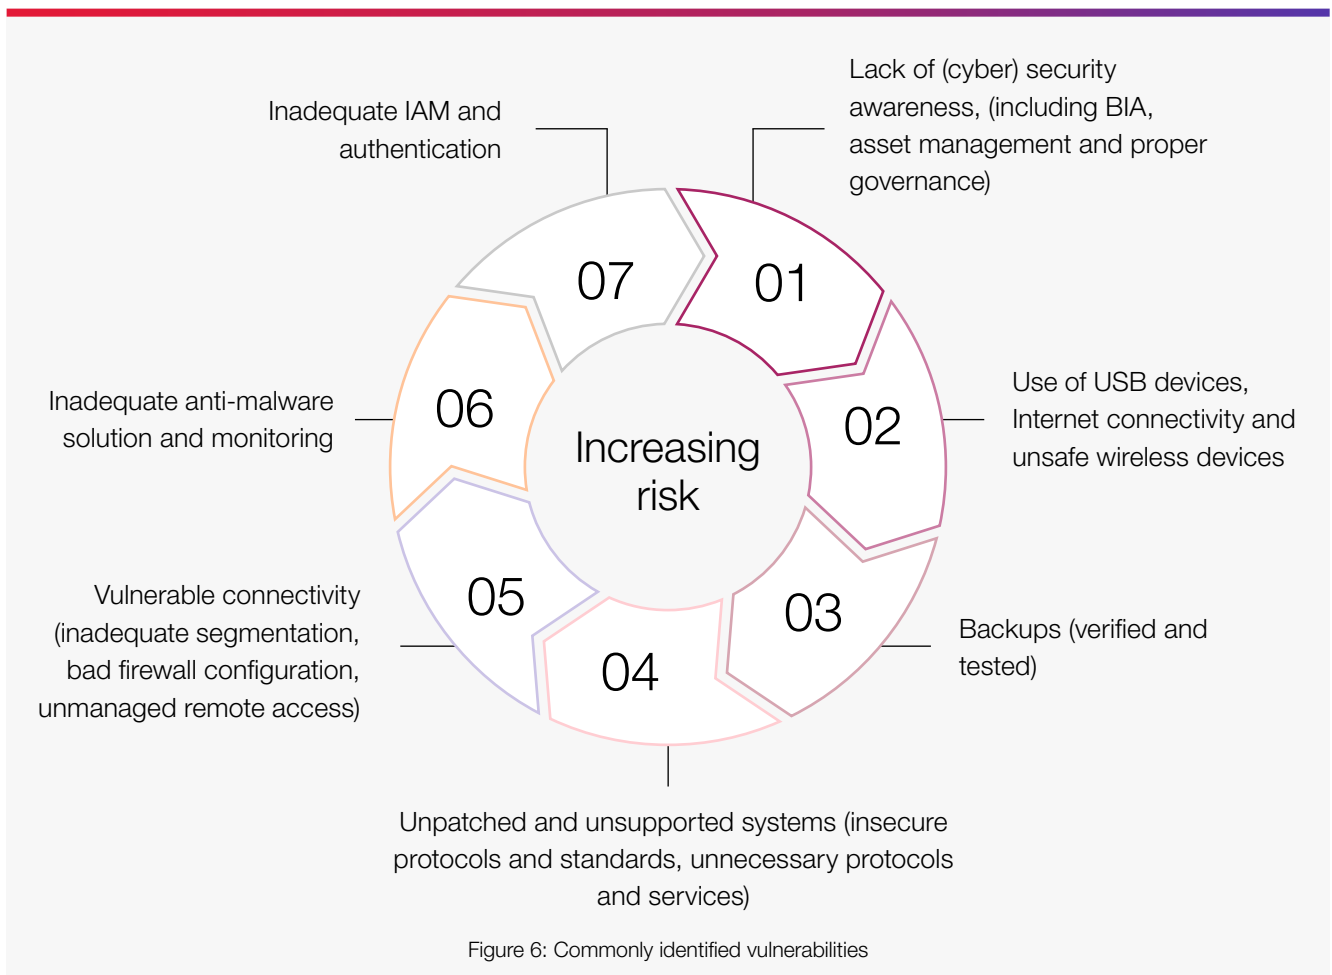 Lack of (cyber) security
awareness, (including BIA,
asset management and proper
governance)
Inadequate IAM and
authentication
07
01
Use of USB devices,
Internet connectivity and
unsafe wireless devices
Inadequate anti-malware
solution and monitoring
06
02
Increasing
risk
05
03
Vulnerable connectivity
(inadequate segmentation,
bad firewall configuration,
unmanaged remote access)
Backups (verified and
tested)
04
Unpatched and unsupported systems (insecure
protocols and standards, unnecessary protocols
and services)
Figure 6: Commonly identified vulnerabilities